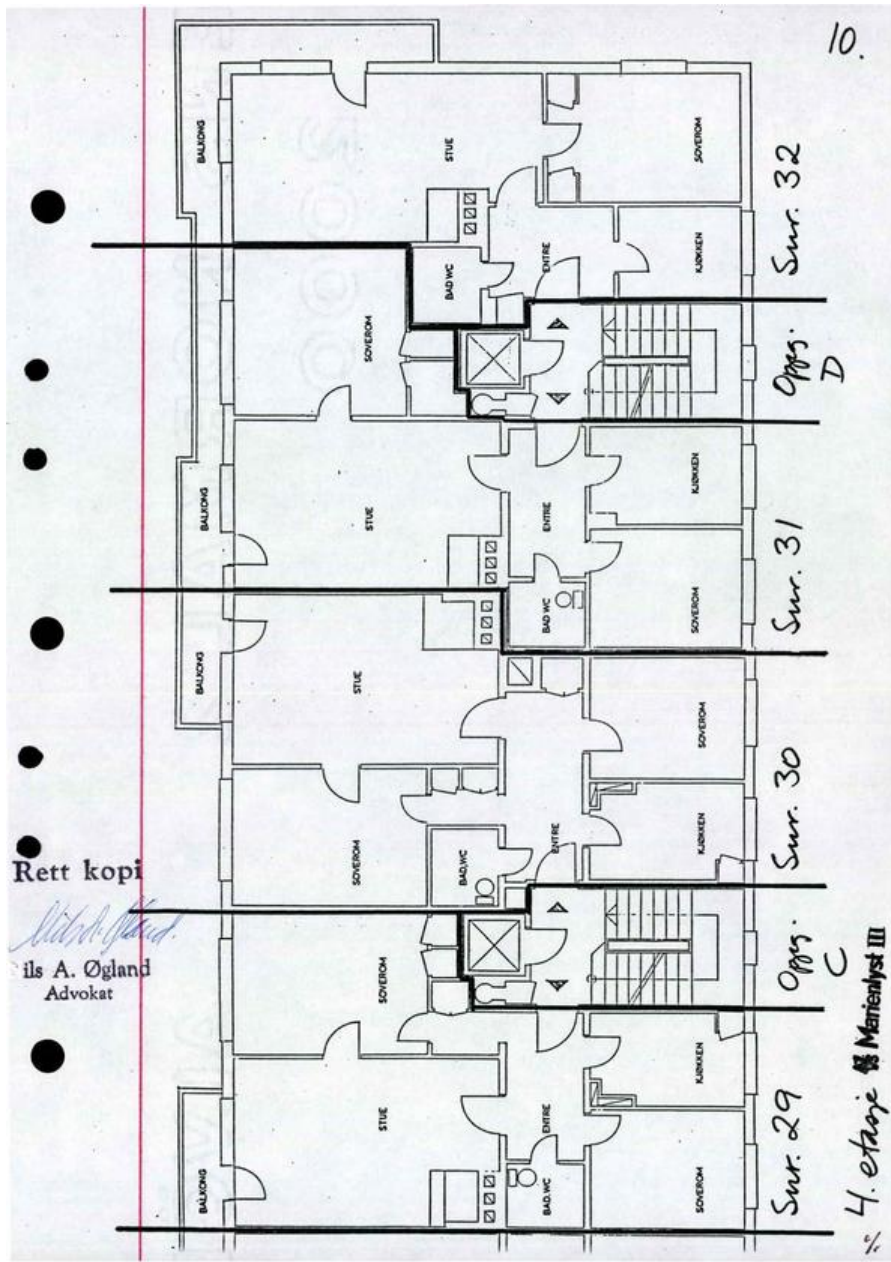 10.
BALKONG
STUE
SOVEROM
BAD/WC
ENTRE
KJØKKEN
Snr. 32
SOVEROM
Oppg.
D
BALKONG
STUE
ENTRE
KJØKKEN
BAD/WC
SOVEROM
Snr. 31
BALKONG
STUE
SOVEROM
SOVEROM
BAD/WC
ENTRE
KJØKKEN
Snr. 30
SOVEROM
Oppg.
C
BALKONG
STUE
ENTRE
KJØKKEN
BAD/WC
SOVEROM
Snr. 29
4. etasje Marienlyst III
Rett kopi
ils A. Øgland
Advokat